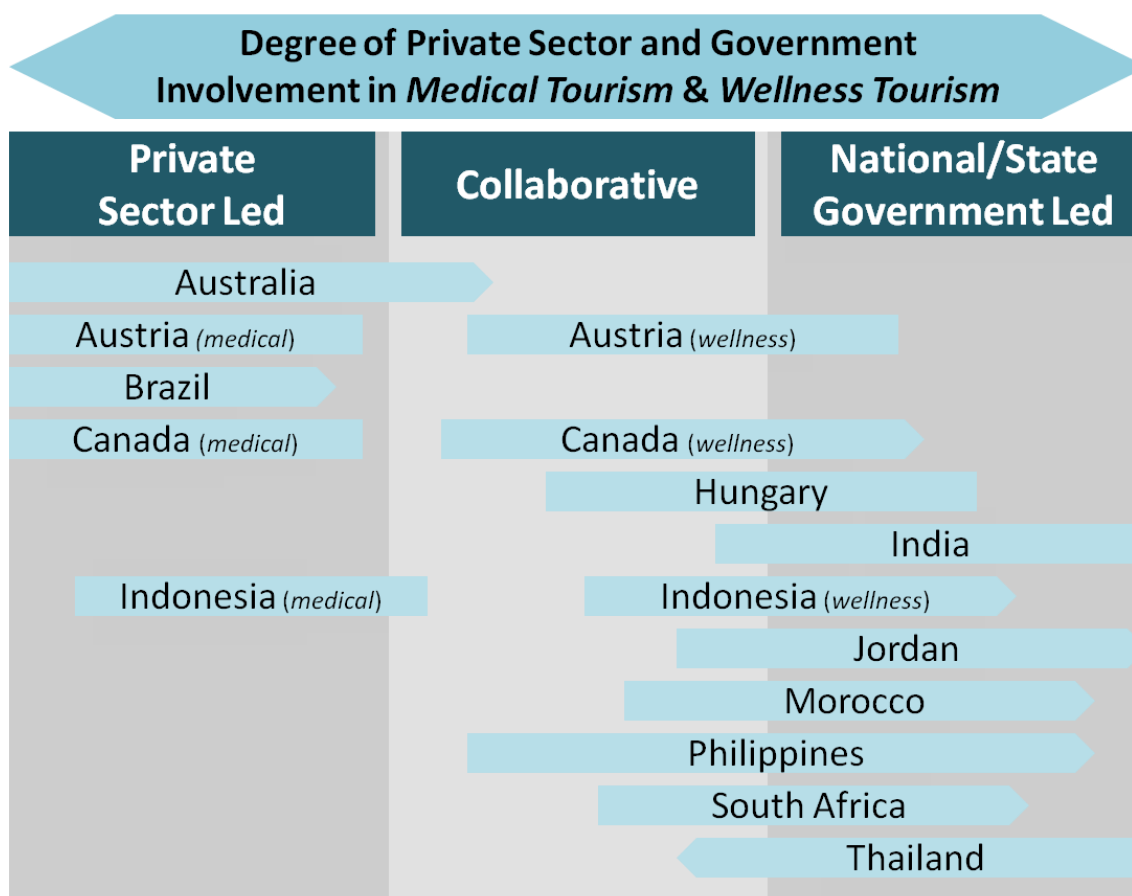 Degree of Private Sector and Government
Involvement in Medical Tourism & Wellness Tourism
Private
Sector Led
Collaborative
National/State
Government Led
Australia
Austria (medical)
Austria (wellness)
Brazil
Canada (medical)
Canada (wellness)
Hungary
India
Indonesia (medical)
Indonesia (wellness)
Jordan
Morocco
Philippines
South Africa
Thailand